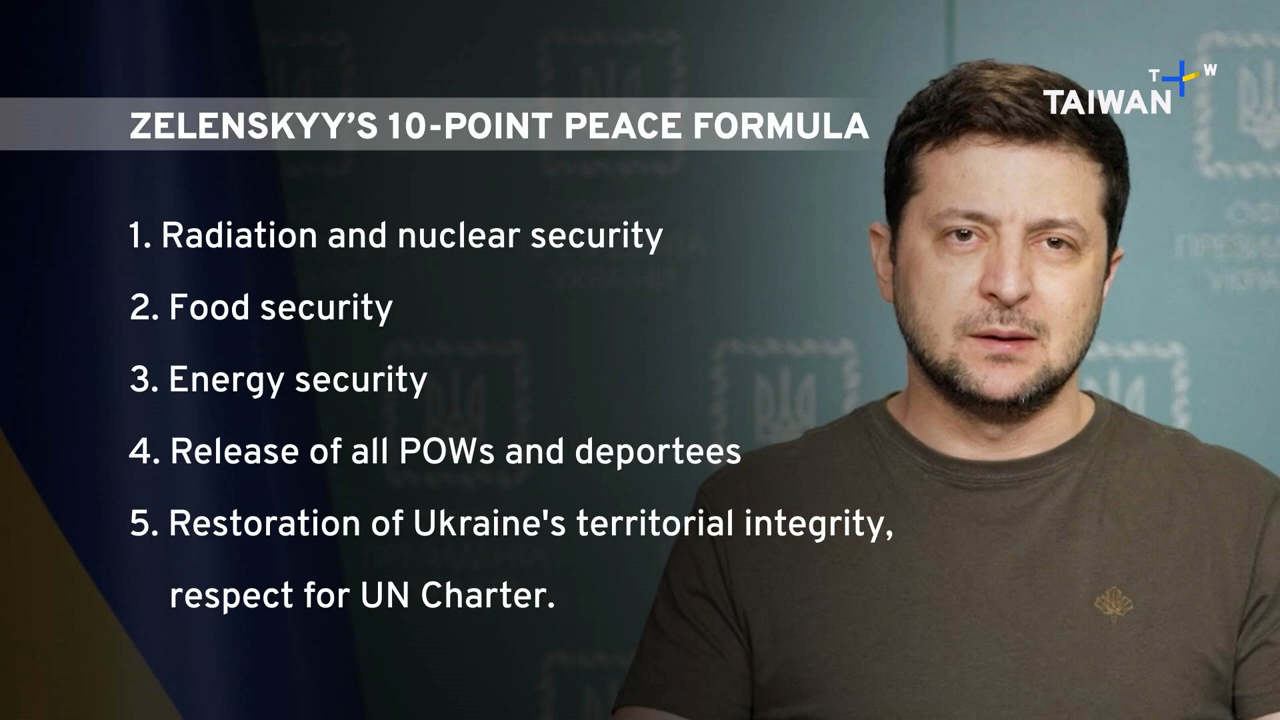 T W
TAIWAN
ZELENSKYY’S 10-POINT PEACE FORMULA
1. Radiation and nuclear security
2. Food security
3. Energy security
4. Release of all POWs and deportees
5. Restoration of Ukraine's territorial integrity,
respect for UN Charter.